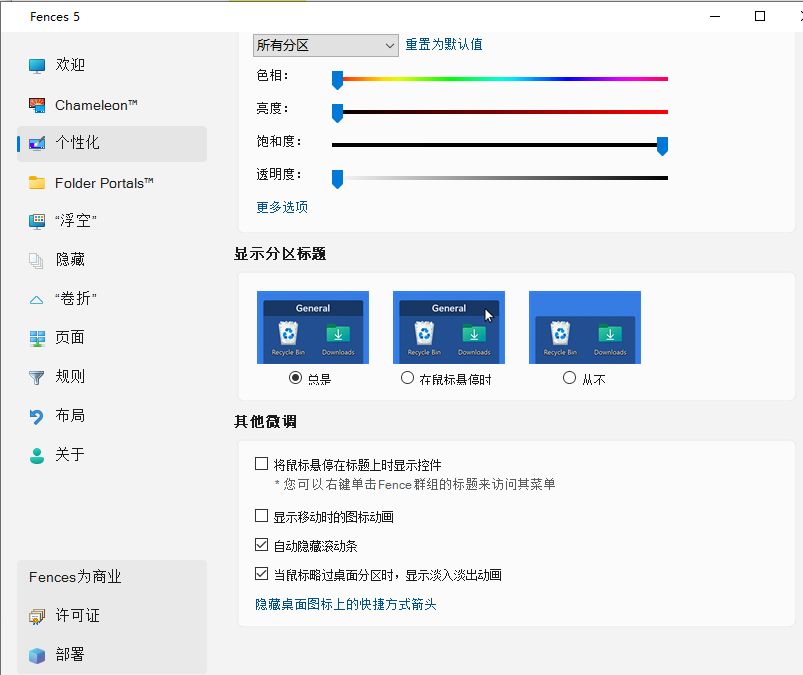 Fences 5
欢迎
Chameleon™
个性化
Folder Portals™
“浮空”
隐藏
“卷折”
页面
规则
布局
关于
Fences为商业
许可证
部署
所有分区 重置为默认值
色相：
亮度：
饱和度：
透明度：
更多选项
显示分区标题
General General
Recycle Bin Downloads Recycle Bin Downloads Recycle Bin Downloads
总是 在鼠标悬停时 从不
其他微调
将鼠标悬停在标题上时显示控件
* 您可以右键单击Fence群组的标题来访问其菜单
显示移动时的图标动画
自动隐藏滚动条
当鼠标略过桌面分区时，显示淡入淡出动画
隐藏桌面图标上的快捷方式箭头